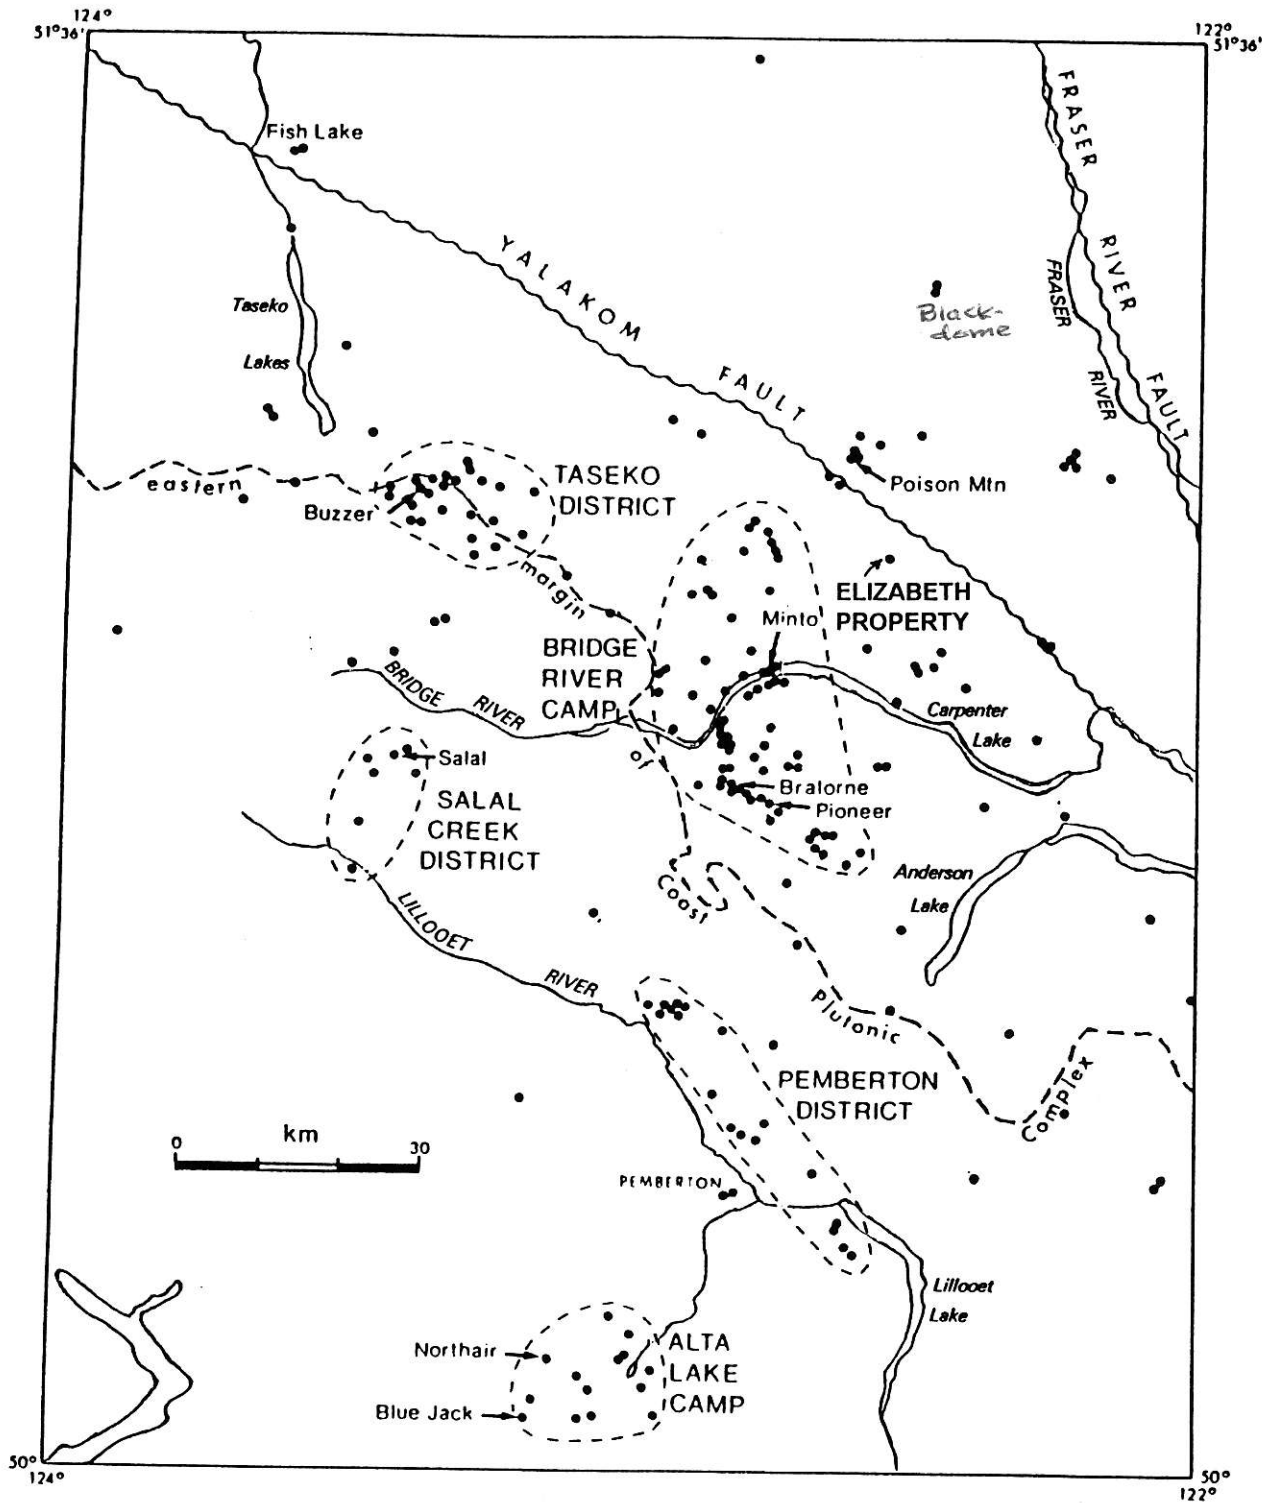 124°
51°36'
122°
51°36'
Fish Lake
FRASER
RIVER
FAULT
FRASER
RIVER
YALAKOM
FAULT
Taseko
Lakes
Black-
dome
eastern
TASEKO
DISTRICT
Buzzer
Poison Mtn
margin
ELIZABETH
PROPERTY
Minto
BRIDGE
RIVER
CAMP
BRIDGE
RIVER
Carpenter
Lake
of
Salal
Bralorne
Pioneer
SALAL
CREEK
DISTRICT
Coast
Anderson
Lake
LILLOOET
RIVER
Plutonic
Complex
PEMBERTON
DISTRICT
0
km
30
PEMBERTON
Lillooet
Lake
Northair
ALTA
LAKE
CAMP
Blue Jack
50°
124°
50°
122°